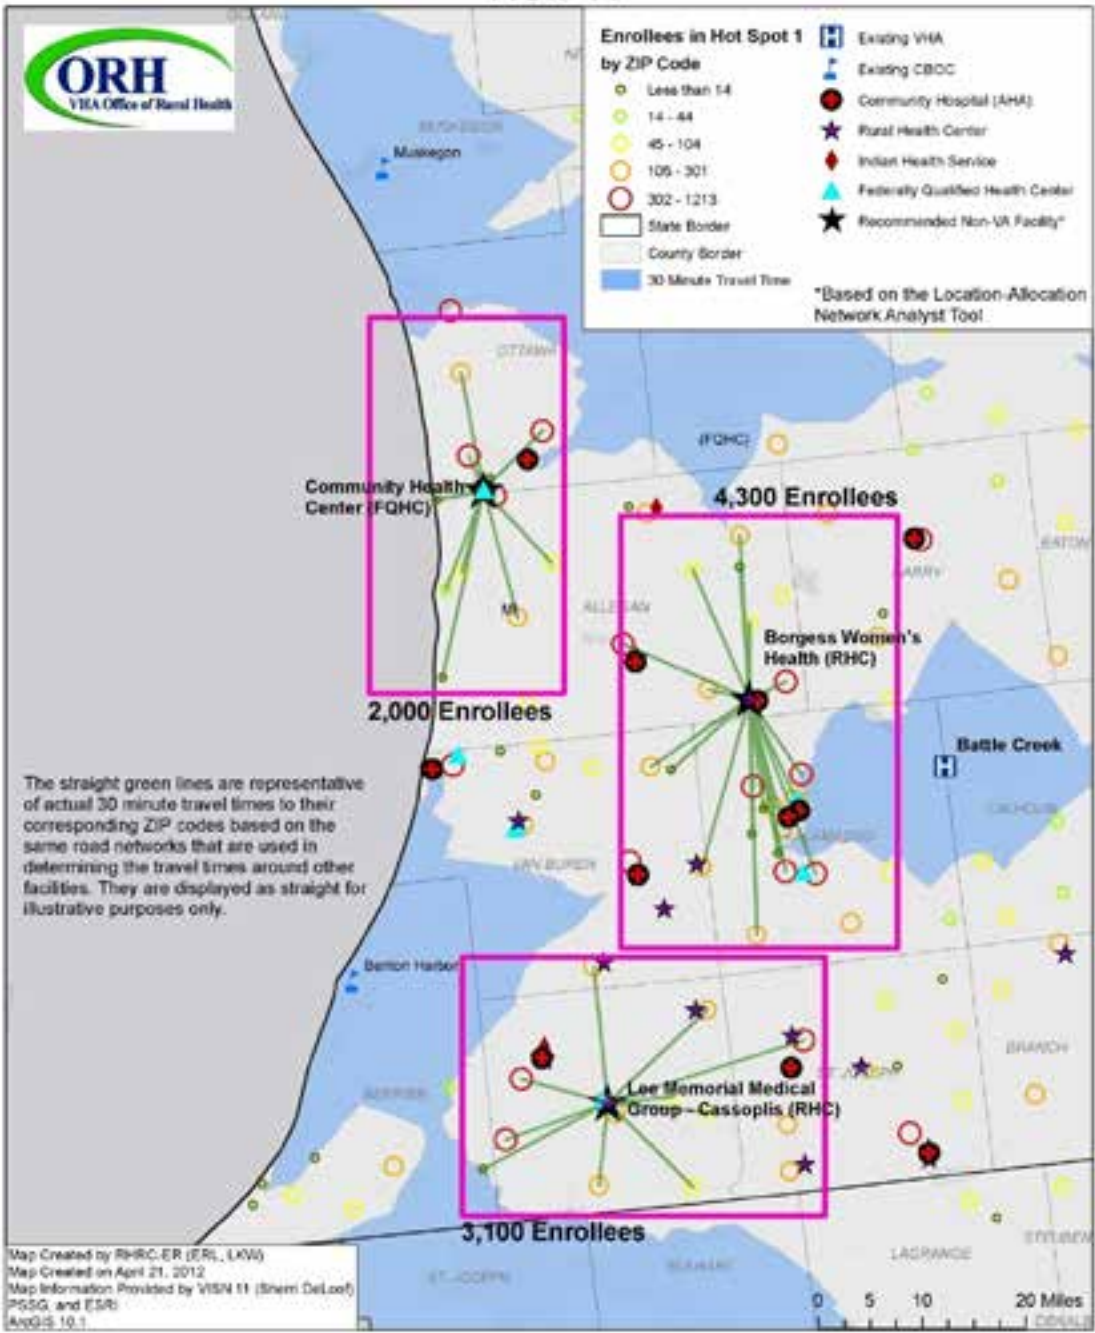 ORH
VHA Office of Rural Health
Enrollees in Hot Spot 1
by ZIP Code
Less than 14
14 - 44
45 - 104
105 - 301
302 - 1213
State Border
County Border
30 Minute Travel Time
Existing VHA
Existing CBOC
Community Hospital (AHA)
Rural Health Center
Indian Health Service
Federally Qualified Health Center
Recommended Non-VA Facility*
*Based on the Location-Allocation
Network Analyst Tool
Muskegon
OTTAWA
(FQHC)
Community Health
Center (FQHC)
4,300 Enrollees
EATON
BARRY
ALLEGAN
MI
Borgess Women's
Health (RHC)
2,000 Enrollees
Battle Creek
CALHOUN
The straight green lines are representative
of actual 30 minute travel times to their
corresponding ZIP codes based on the
same road networks that are used in
determining the travel times around other
facilities. They are displayed as straight for
illustrative purposes only.
VAN BUREN
Benton Harbor
BRANCH
ST. JOSEPH
BERRIEN
Lee Memorial Medical
Group - Cassoplis (RHC)
3,100 Enrollees
Map Created by RHRC-ER (ERL, LKW)
Map Created on April 21, 2012
Map Information Provided by VISN 11 (Sherri DeLoof)
PSSG, and ESRI
ArcGIS 10.1
ST. JOSEPH
ELKHART
LAGRANGE
STEUBEN
0 5 10 20 Miles